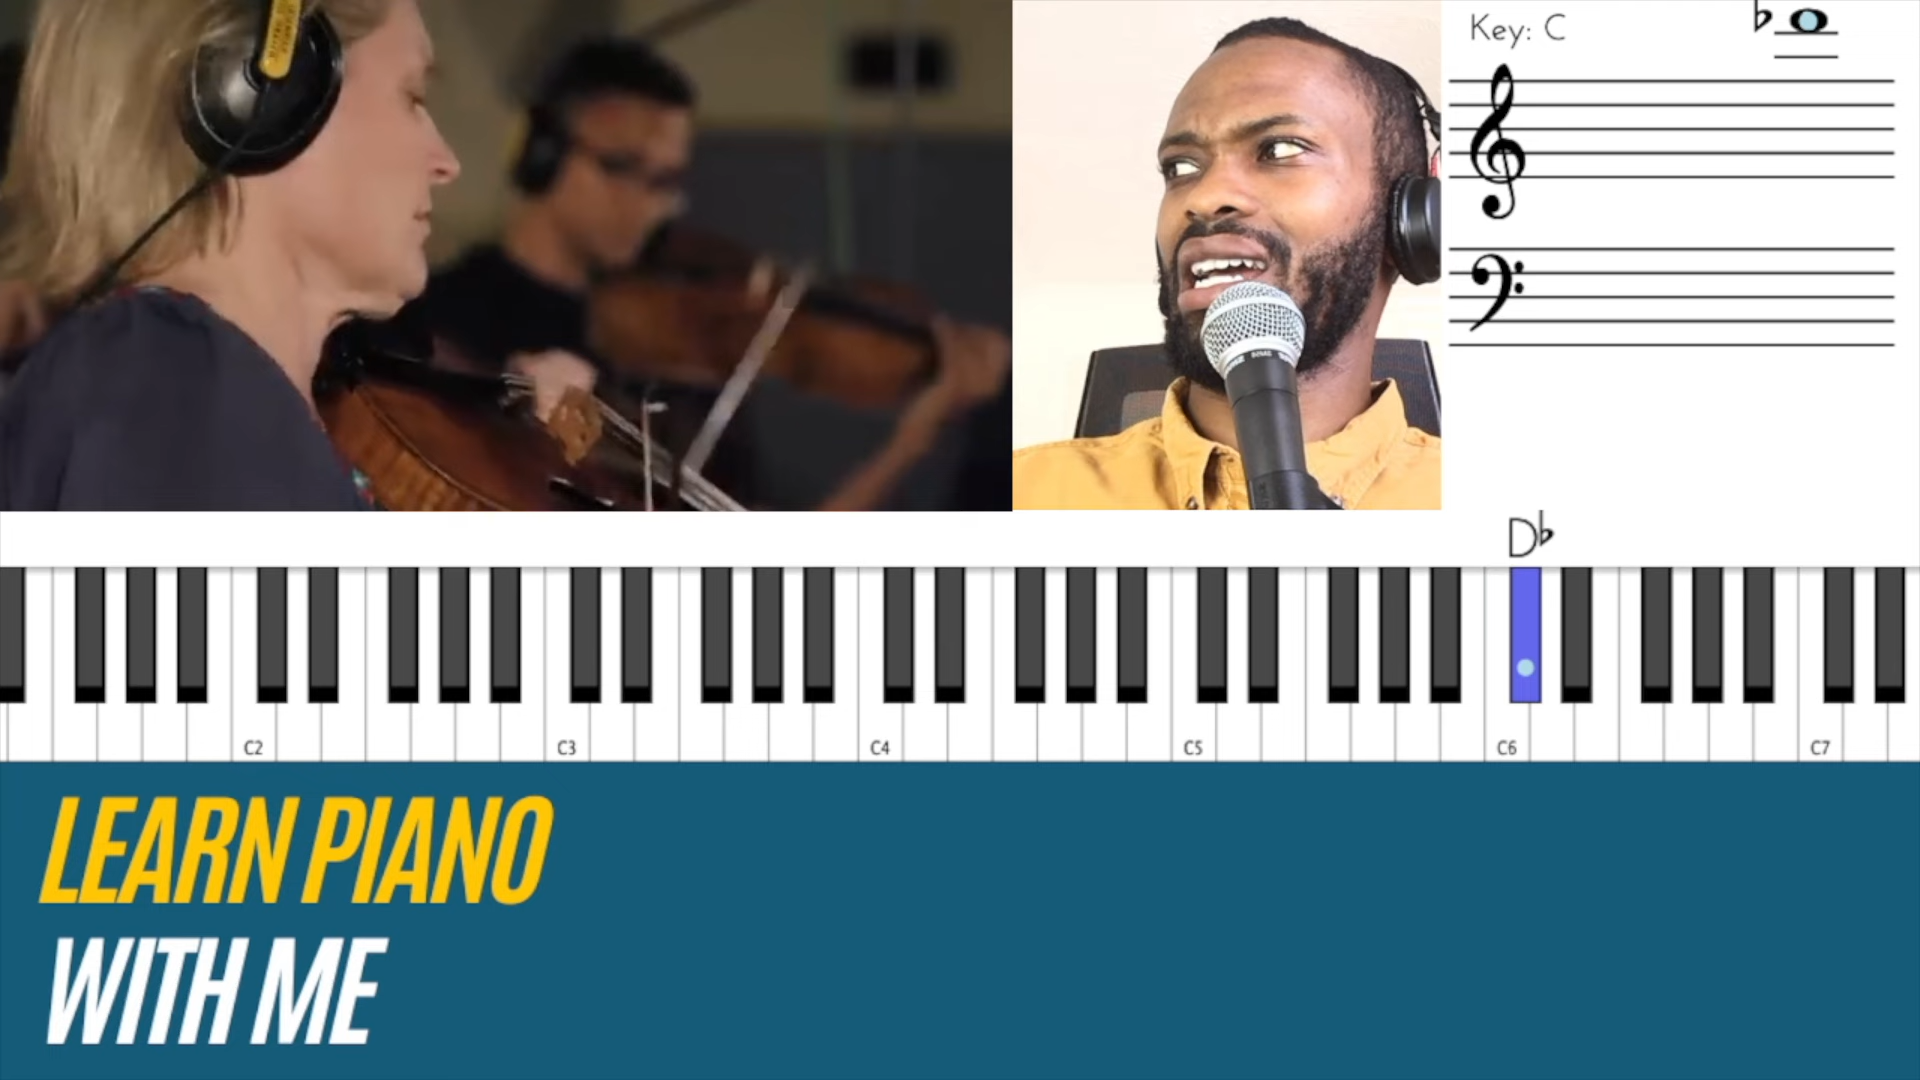 Key: C
D♭
C2 C3 C4 C5 C6 C7
LEARN PIANO
WITH ME